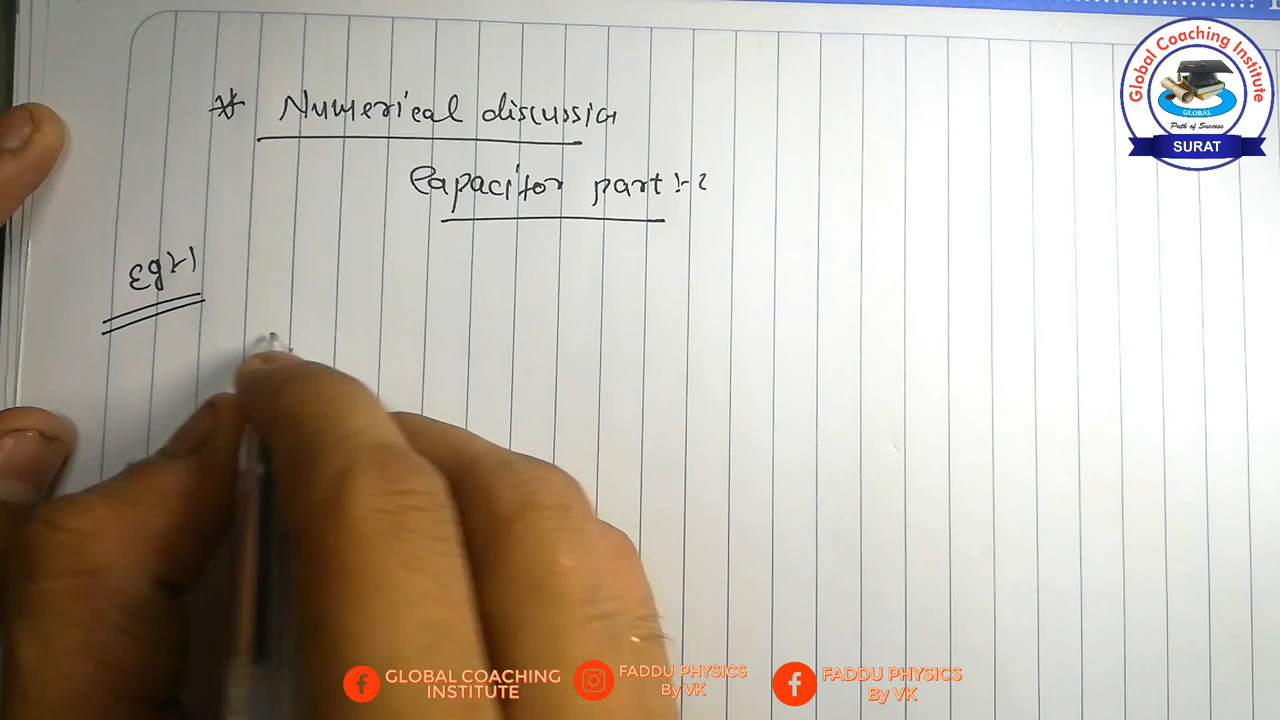 * Numerical discussion
Capacitor part :- 2
Eg :- 1
Global Coaching Institute
GLOBAL
Path of Success
SURAT
GLOBAL COACHING
INSTITUTE
FADDU PHYSICS
By VK
FADDU PHYSICS
By VK